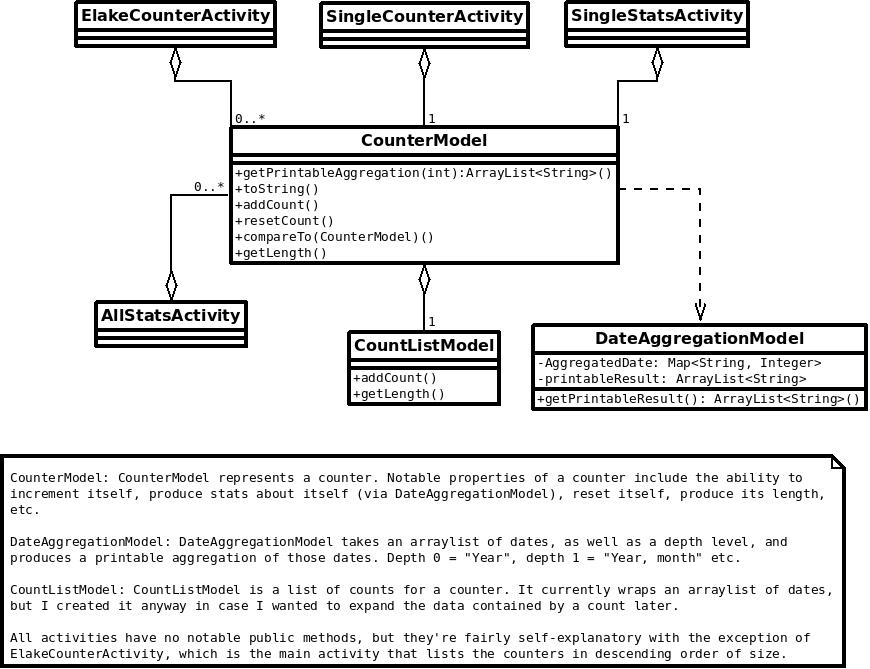 ElakeCounterActivity
SingleCounterActivity
SingleStatsActivity
0..*
1
1
CounterModel
+getPrintableAggregation(int):ArrayList<String>()
+toString()
+addCount()
+resetCount()
+compareTo(CounterModel)()
+getLength()
0..*
AllStatsActivity
1
CountListModel
+addCount()
+getLength()
DateAggregationModel
-AggregatedDate: Map<String, Integer>
-printableResult: ArrayList<String>
+getPrintableResult(): ArrayList<String>()
CounterModel: CounterModel represents a counter. Notable properties of a counter include the ability to
increment itself, produce stats about itself (via DateAggregationModel), reset itself, produce its length,
etc.
DateAggregationModel: DateAggregationModel takes an arraylist of dates, as well as a depth level, and
produces a printable aggregation of those dates. Depth 0 = "Year", depth 1 = "Year, month" etc.
CountListModel: CountListModel is a list of counts for a counter. It currently wraps an arraylist of dates,
but I created it anyway in case I wanted to expand the data contained by a count later.
All activities have no notable public methods, but they're fairly self-explanatory with the exception of
ElakeCounterActivity, which is the main activity that lists the counters in descending order of size.